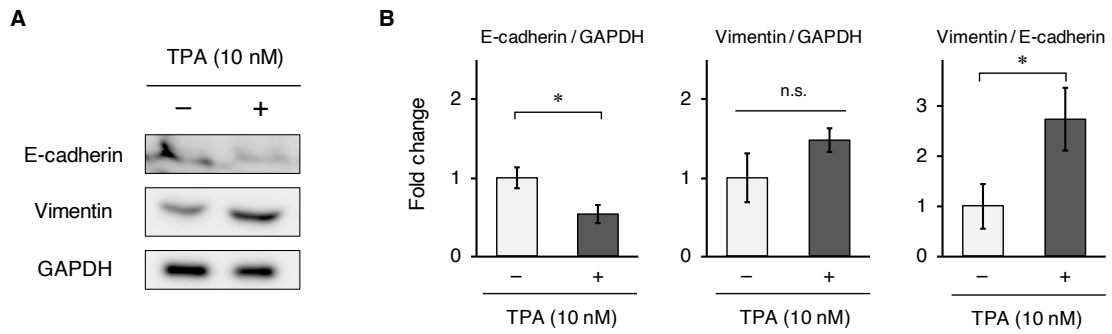 A
TPA (10 nM)
− +
E-cadherin
Vimentin
GAPDH
B
Fold change
E-cadherin / GAPDH
2
1
0
*
− +
TPA (10 nM)
Vimentin / GAPDH
2
1
0
n.s.
− +
TPA (10 nM)
Vimentin / E-cadherin
3
2
1
0
*
− +
TPA (10 nM)